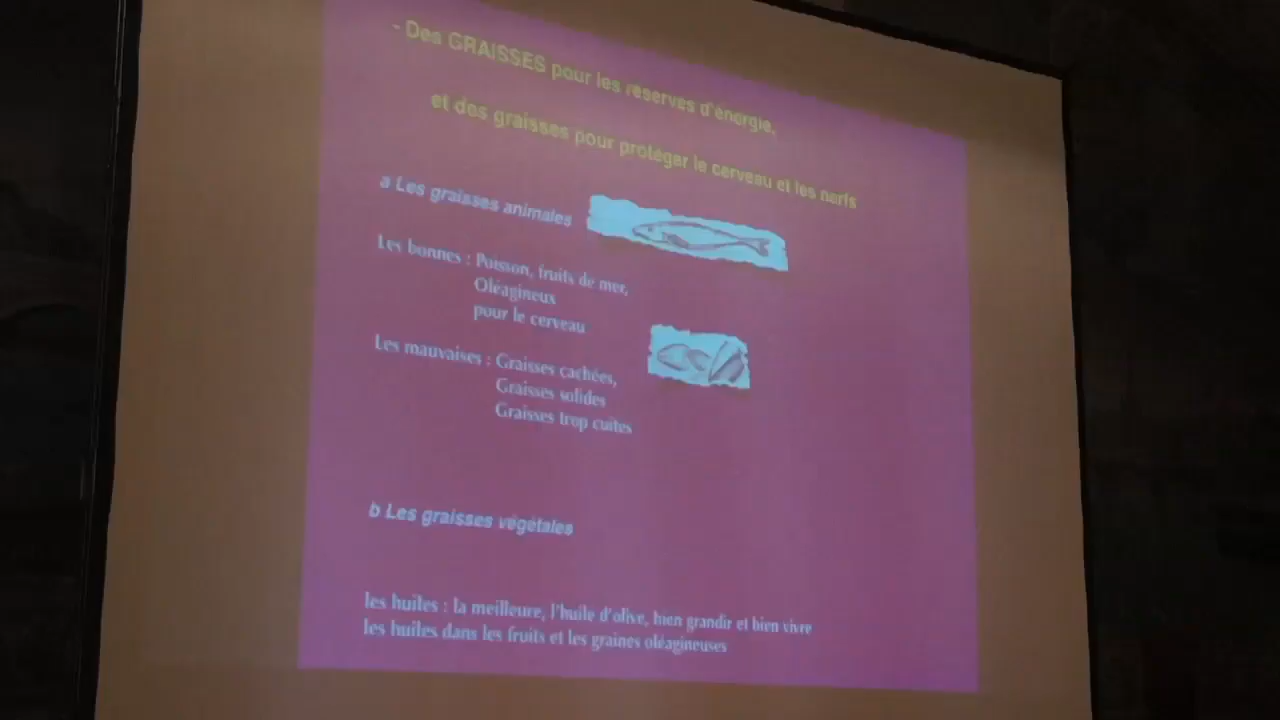 - Des GRAISSES pour les réserves d'énergie,
et des graisses pour protéger le cerveau et les nerfs
a Les graisses animales
Les bonnes : Poisson, fruits de mer,
Oléagineux
pour le cerveau
Les mauvaises : Graisses cachées,
Graisses solides
Graisses trop cuites
b Les graisses végétales
les huiles : la meilleure, l'huile d'olive, bien grandir et bien vivre
les huiles dans les fruits et les graines oléagineuses